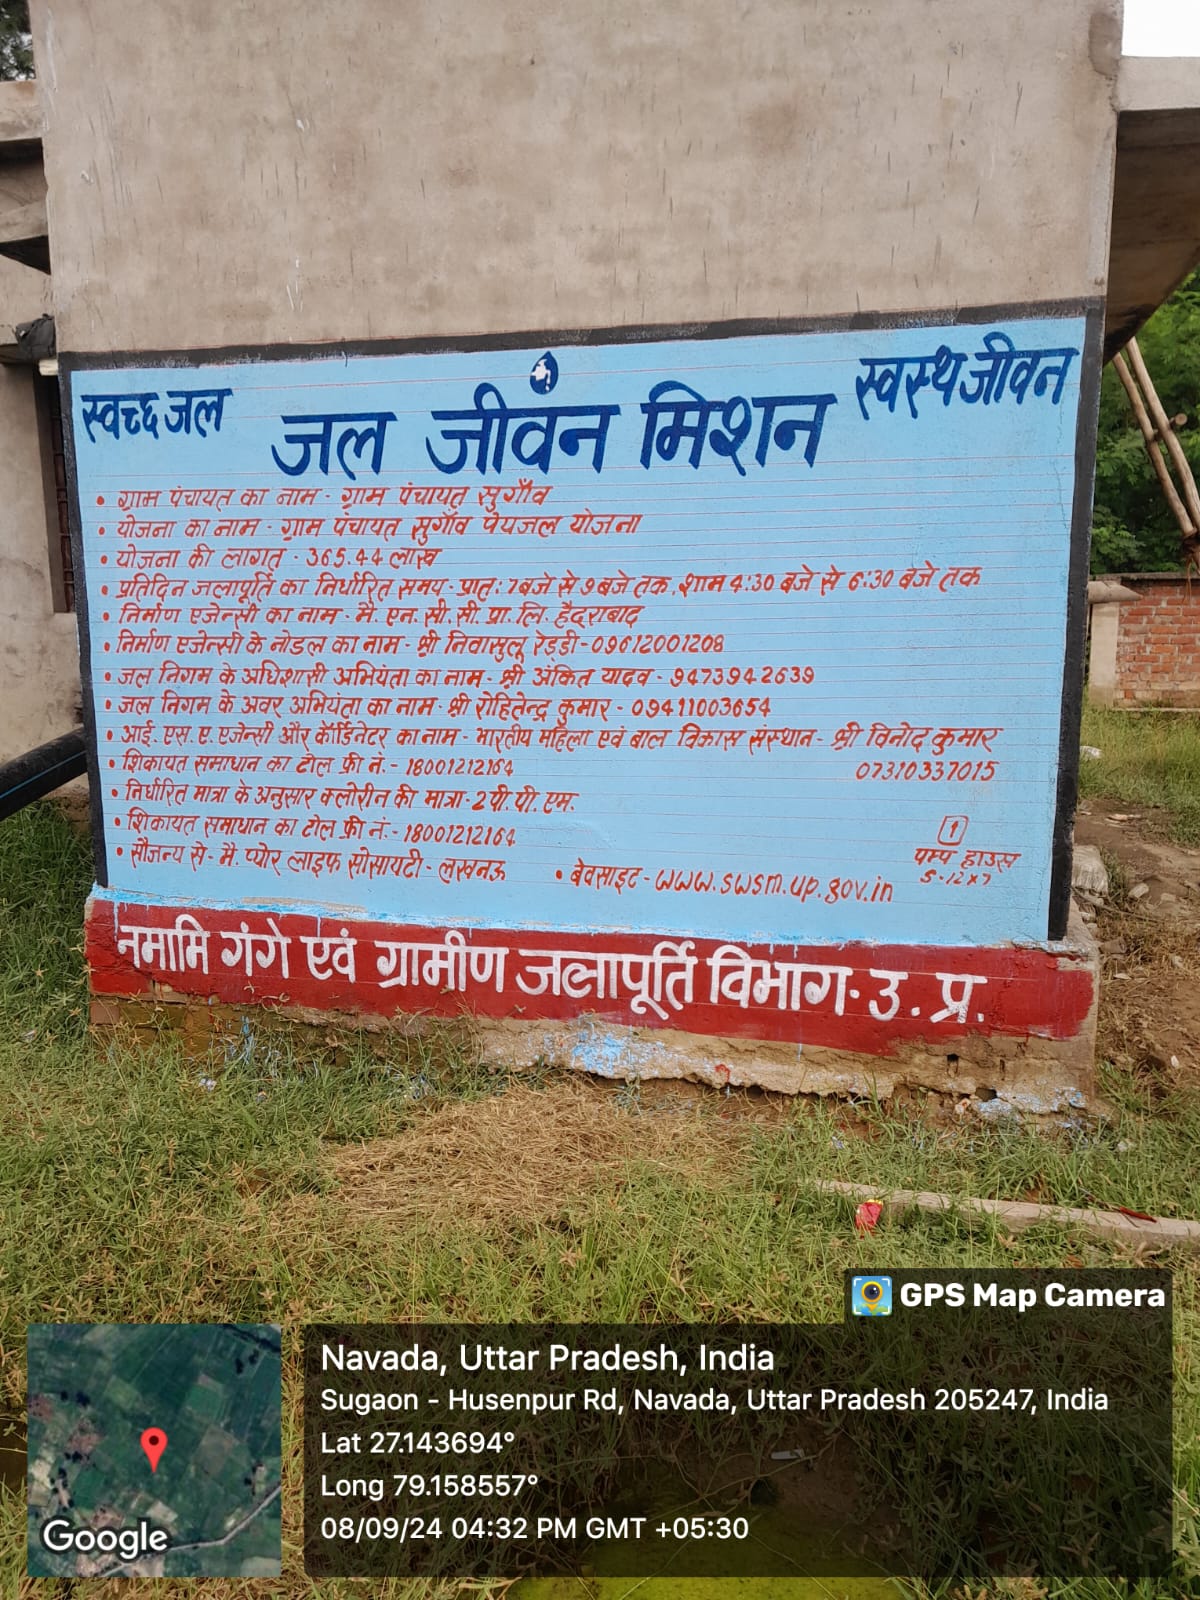 स्वच्छ जल
जल जीवंन मिशन
स्वस्थ जीवन
• ग्राम पंचायत का नाम - ग्राम पंचायत सुगाँव
• योजना का नाम - ग्राम पंचायत सुगाँव पेयजल योजना
• योजना की लागत - 365.44 लाख
• प्रतिदिन जलापूर्ति का निर्धारित समय - प्रात: 7 बजे से 9 बजे तक, शाम 4:30 बजे से 6:30 बजे तक
• निर्माण एजेन्सी का नाम - मै. एन. सी. सी. प्रा. लि. हैदराबाद
• निर्माण एजेन्सी के नोडल का नाम - श्री निवासुलू रेड्डी - 09612001208
• जल निगम के अधिशासी अभियंता का नाम - श्री अंकित यादव - 9473942639
• जल निगम के अवर अभियंता का नाम - श्री रोहितेन्द्र कुमार - 09411003654
• आई. एस. ए. एजेन्सी और कॉर्डिनेटर का नाम - भारतीय महिला एवं बाल विकास संस्थान - श्री विनोद कुमार
07310337015
• शिकायत समाधान का टोल फ्री नं. - 18001212164
• निर्धारित मात्रा के अनुसार क्लोरीन की मात्रा - 2 पी. पी. एम.
• शिकायत समाधान का टोल फ्री नं. - 18001212164
• सौजन्य से - मै. प्योर लाइफ सोसायटी - लखनऊ
• बेवसाइट - www.swsm.up.gov.in
1
पम्प हाउस
5-12x7
नमामि गंगे एवं ग्रामीण जलापूर्ति विभाग - उ. प्र.
GPS Map Camera
Navada, Uttar Pradesh, India
Sugaon - Husenpur Rd, Navada, Uttar Pradesh 205247, India
Lat 27.143694°
Long 79.158557°
08/09/24 04:32 PM GMT +05:30
Google